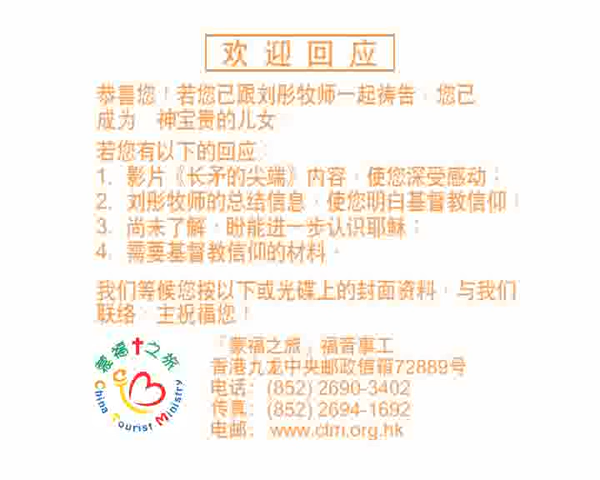 欢迎回应
恭喜您！若您已跟刘彤牧师一起祷告，您已
成为 神宝贵的儿女
若您有以下的回应：
1. 影片《长矛的尖端》内容，使您深受感动；
2. 刘彤牧师的总结信息，使您明白基督教信仰；
3. 尚未了解，盼能进一步认识耶稣；
4. 需要基督教信仰的材料。
我们等候您按以下或光碟上的封面资料，与我们
联络。主祝福您！
蒙福之旅
China Tourist Ministry
「蒙福之旅」福音事工
香港九龙中央邮政信箱72889号
电话： (852) 2690-3402
传真： (852) 2694-1692
电邮： www.ctm.org.hk